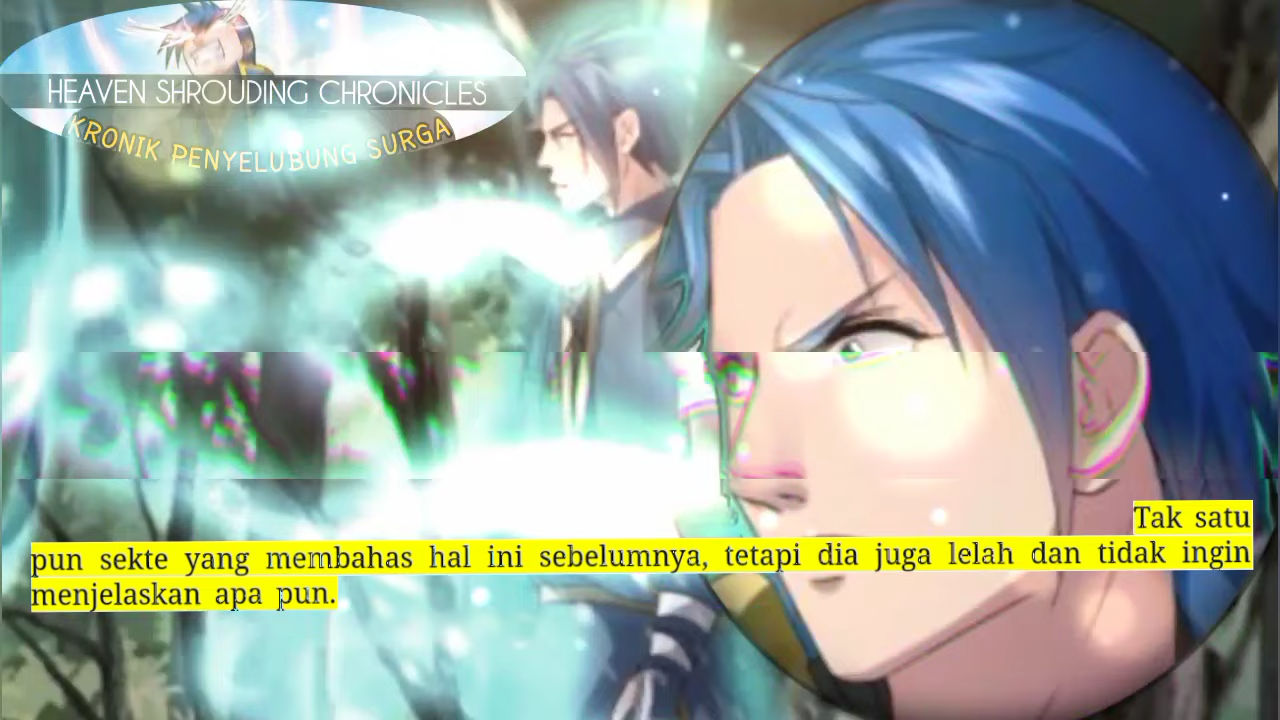 HEAVEN SHROUDING CHRONICLES
KRONIK PENYELUBUNG SURGA
Tak satu
pun sekte yang membahas hal ini sebelumnya, tetapi dia juga lelah dan tidak ingin
menjelaskan apa pun.